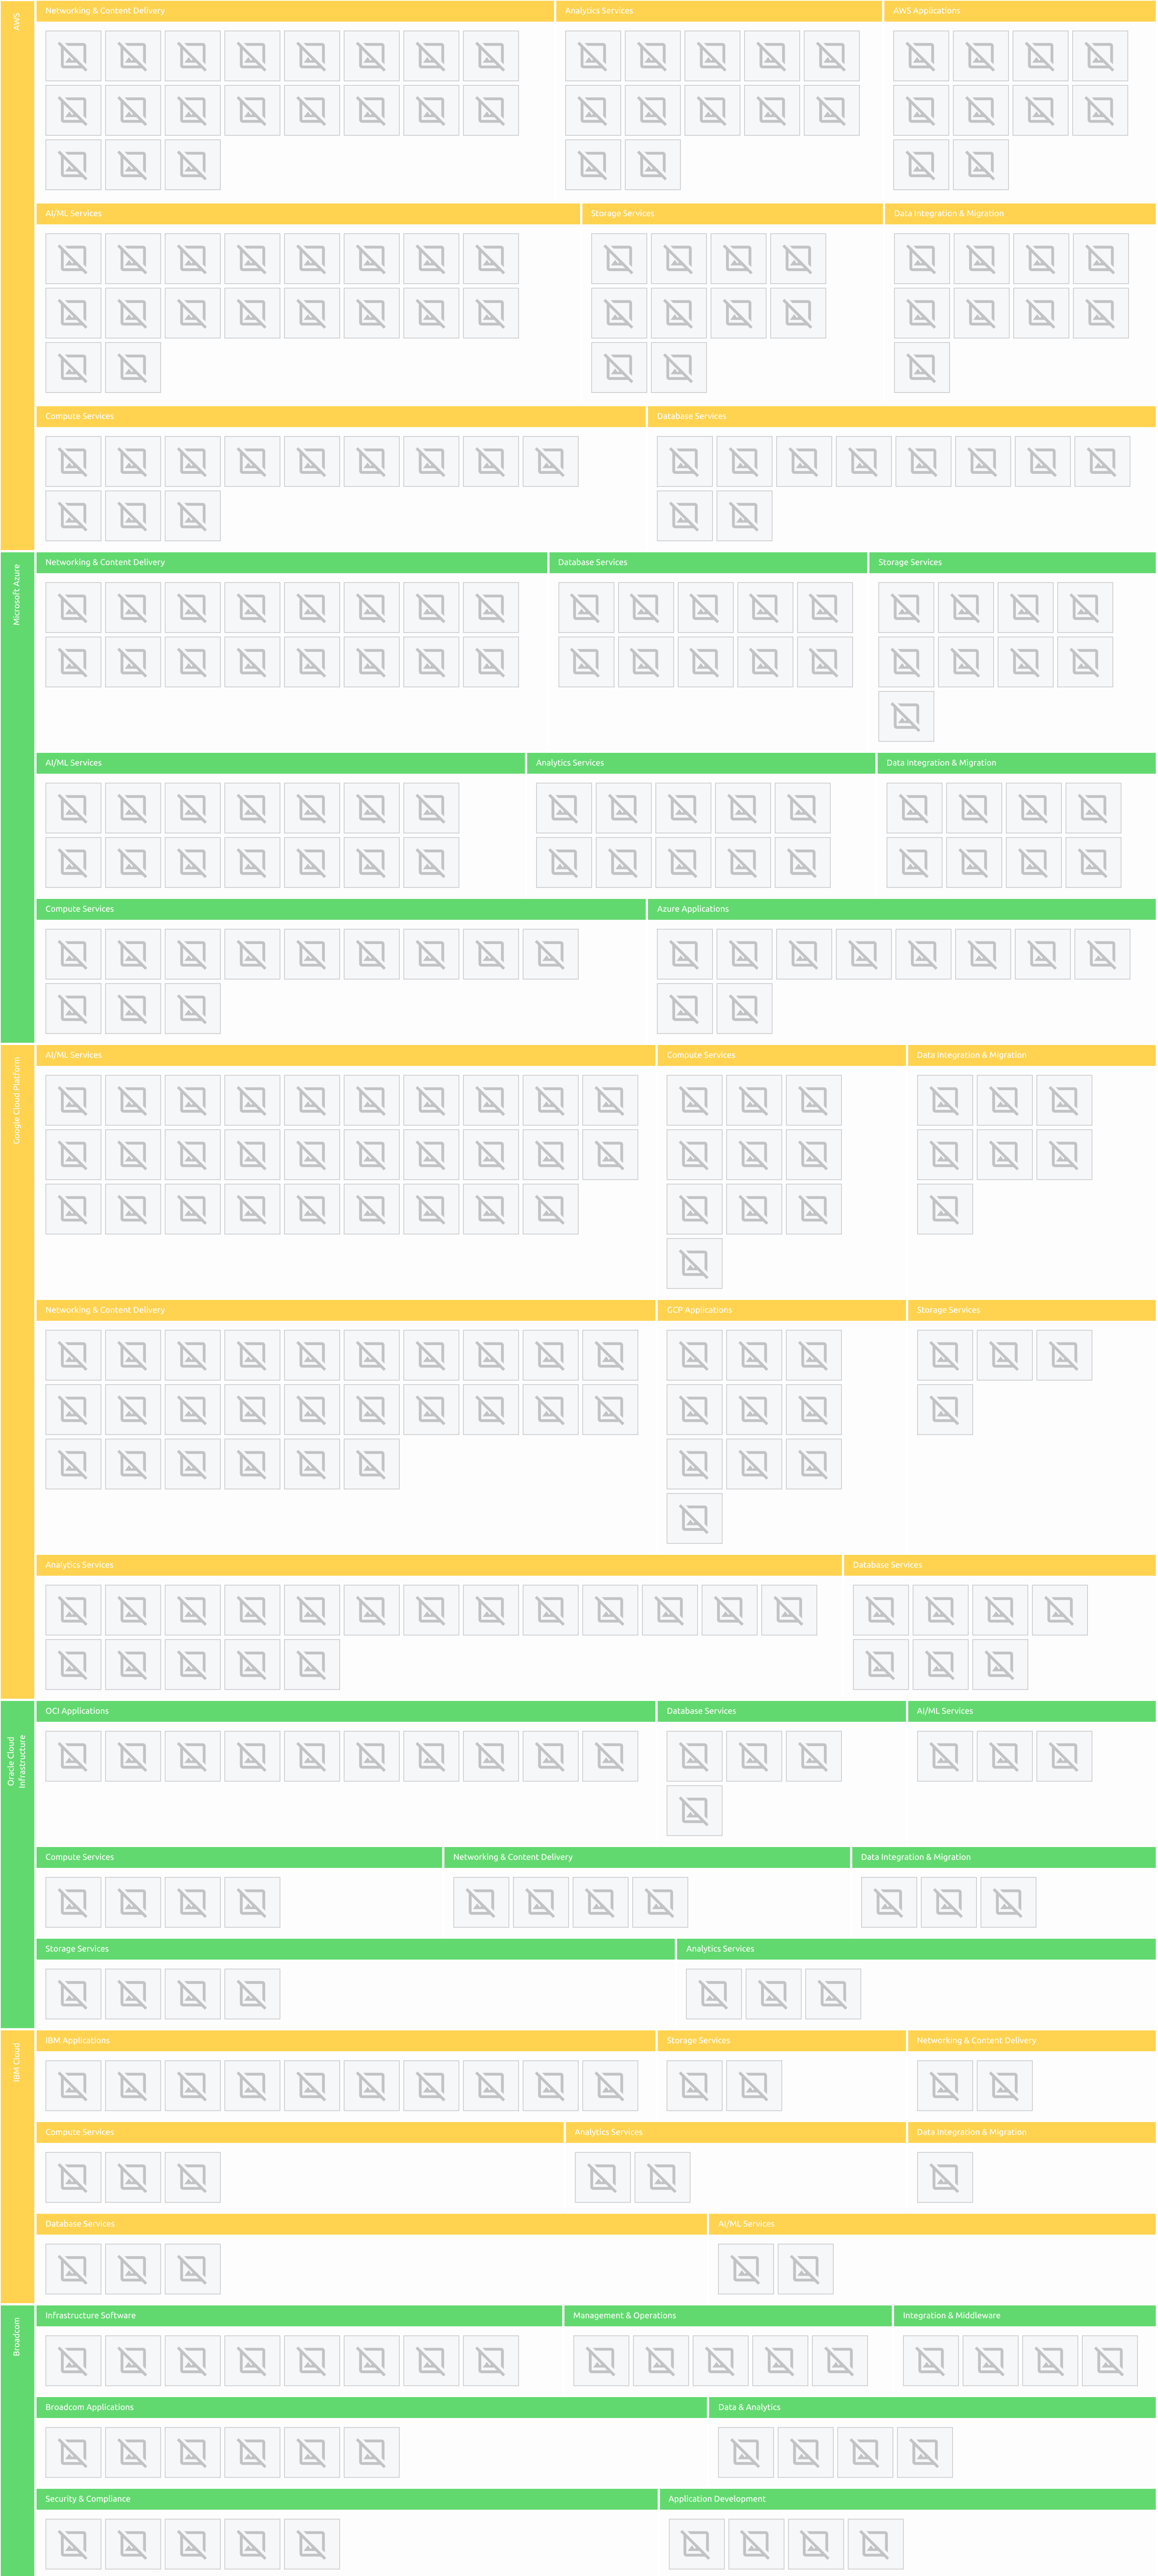 AWS
Networking & Content Delivery
Analytics Services
AWS Applications
AI/ML Services
Storage Services
Data Integration & Migration
Compute Services
Database Services
Microsoft Azure
Networking & Content Delivery
Database Services
Storage Services
AI/ML Services
Analytics Services
Data Integration & Migration
Compute Services
Azure Applications
Google Cloud Platform
AI/ML Services
Compute Services
Data Integration & Migration
Networking & Content Delivery
GCP Applications
Storage Services
Analytics Services
Database Services
Oracle Cloud
Infrastructure
OCI Applications
Database Services
AI/ML Services
Compute Services
Networking & Content Delivery
Data Integration & Migration
Storage Services
Analytics Services
IBM Cloud
IBM Applications
Storage Services
Networking & Content Delivery
Compute Services
Analytics Services
Data Integration & Migration
Database Services
AI/ML Services
Broadcom
Infrastructure Software
Management & Operations
Integration & Middleware
Broadcom Applications
Data & Analytics
Security & Compliance
Application Development